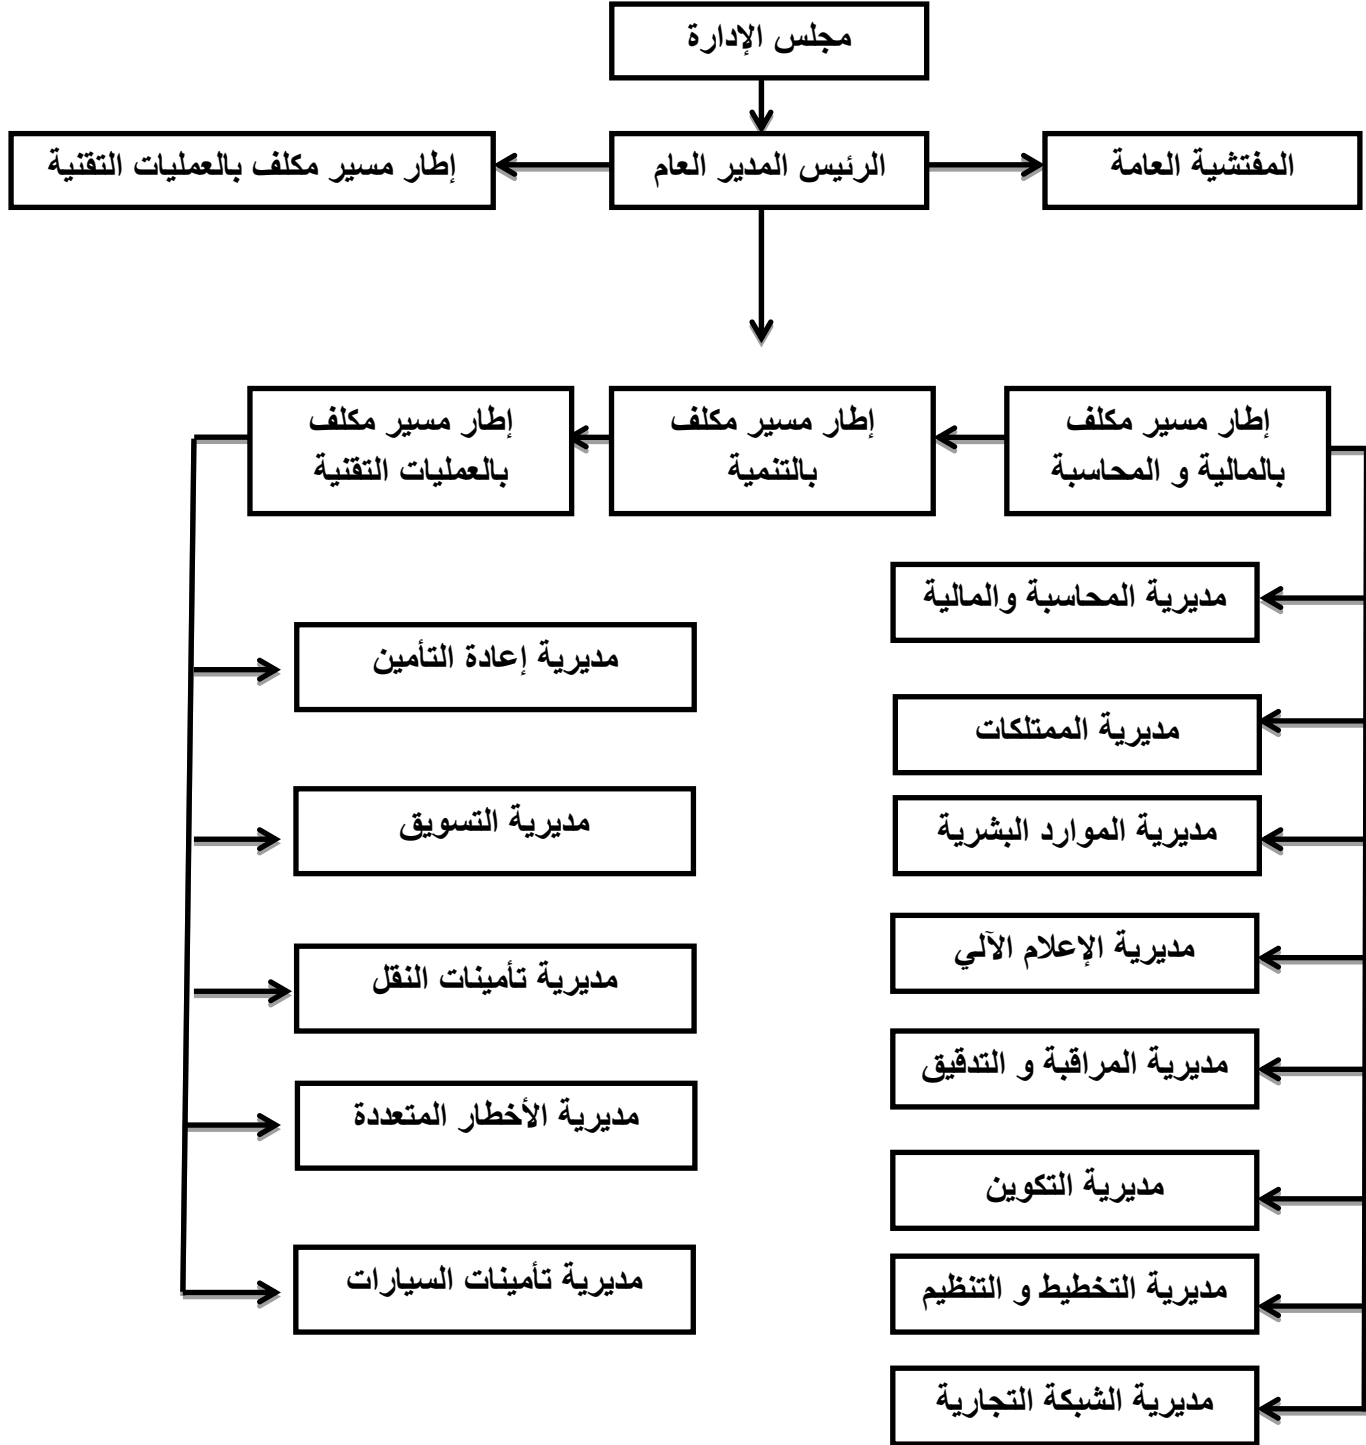 مجلس الإدارة
المفتشية العامة
الرئيس المدير العام
إطار مسير مكلف بالعمليات التقنية
إطار مسير مكلف
بالمالية و المحاسبة
إطار مسير مكلف
بالتنمية
إطار مسير مكلف
بالعمليات التقنية
مديرية المحاسبة والمالية
مديرية الممتلكات
مديرية الموارد البشرية
مديرية الإعلام الآلي
مديرية المراقبة و التدقيق
مديرية التكوين
مديرية التخطيط و التنظيم
مديرية الشبكة التجارية
مديرية إعادة التأمين
مديرية التسويق
مديرية تأمينات النقل
مديرية الأخطار المتعددة
مديرية تأمينات السيارات